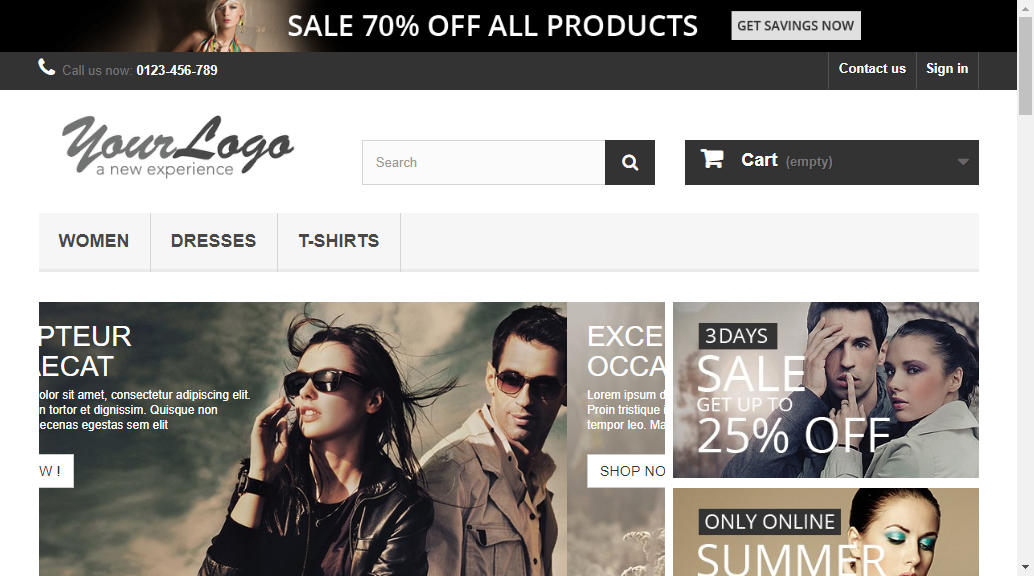 SALE 70% OFF ALL PRODUCTS
GET SAVINGS NOW
Call us now: 0123-456-789
Contact us
Sign in
YourLogo
a new experience
Search
Cart (empty)
WOMEN
DRESSES
T-SHIRTS
PTEUR
AECAT
olor sit amet, consectetur adipiscing elit.
n tortor et dignissim. Quisque non
ecenas egestas sem elit
W !
EXCE
OCCA
Lorem ipsum d
Proin tristique i
tempor leo. Ma
SHOP NO
3 DAYS
SALE
GET UP TO
25% OFF
ONLY ONLINE
SUMMER